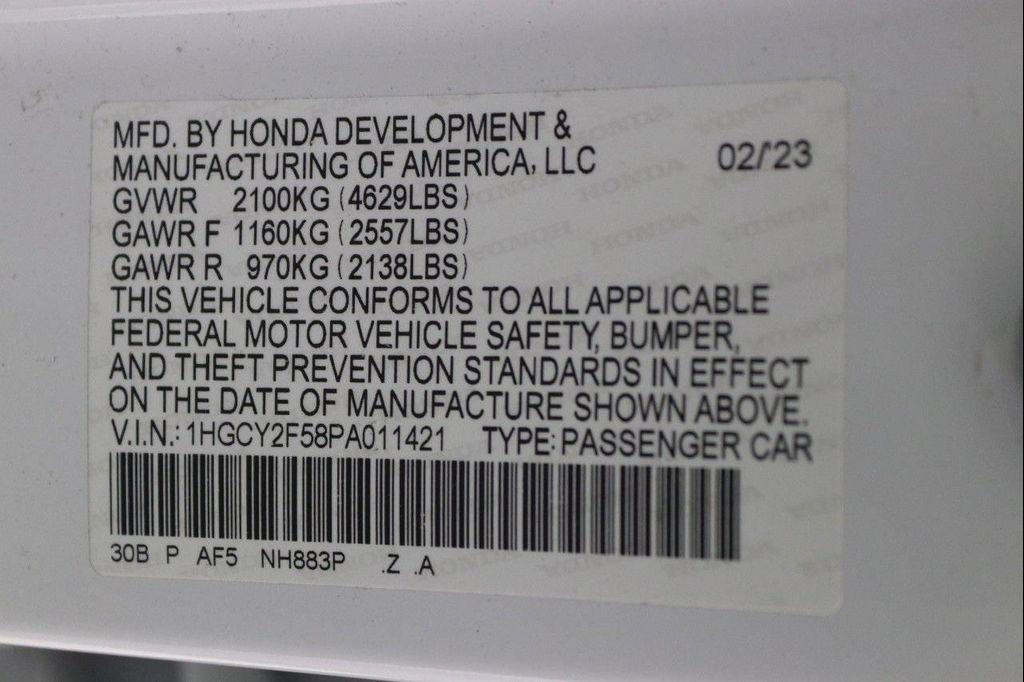 MFD. BY HONDA DEVELOPMENT &
MANUFACTURING OF AMERICA, LLC 02/'23
GVWR 2100KG (4629LBS)
GAWR F 1160KG (2557LBS)
GAWR R 970KG (2138LBS)
THIS VEHICLE CONFORMS TO ALL APPLICABLE
FEDERAL MOTOR VEHICLE SAFETY, BUMPER,
AND THEFT PREVENTION STANDARDS IN EFFECT
ON THE DATE OF MANUFACTURE SHOWN ABOVE.
V.I.N.: 1HGCY2F58PA011421 TYPE: PASSENGER CAR
30B P AF5 NH883P .Z .A